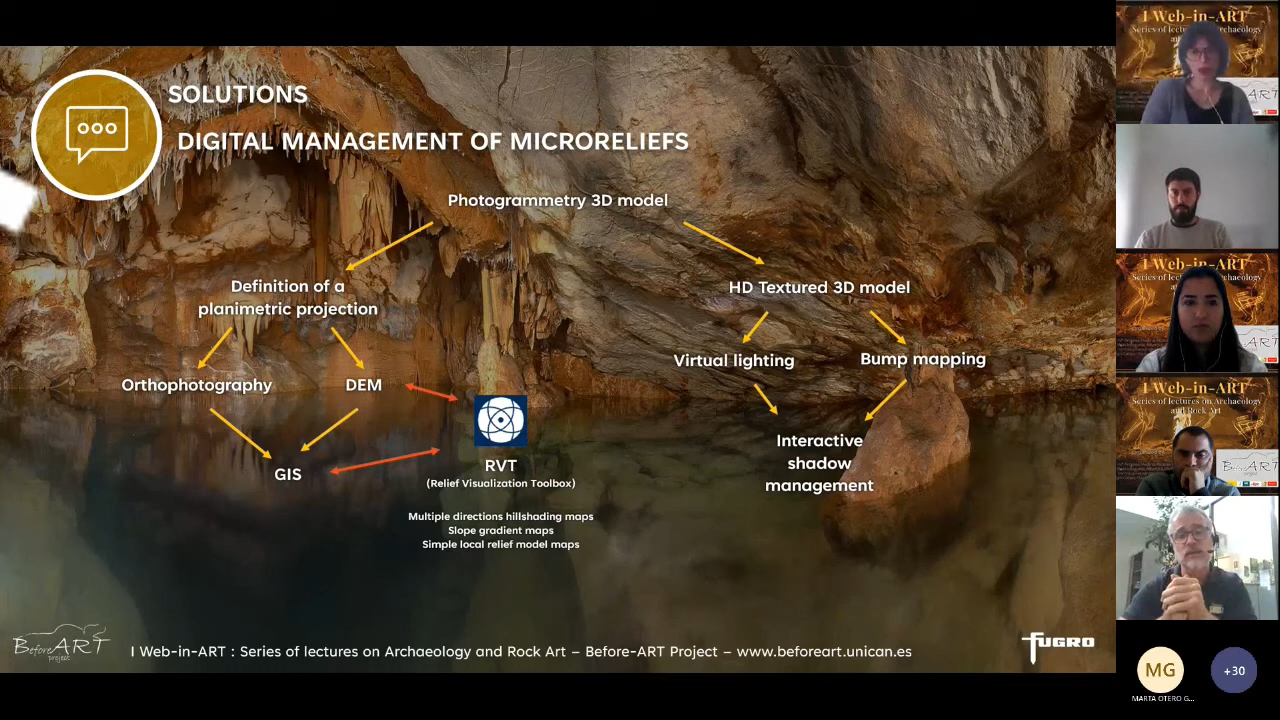 SOLUTIONS
DIGITAL MANAGEMENT OF MICRORELIEFS
Photogrammetry 3D model
Definition of a
planimetric projection
HD Textured 3D model
Orthophotography
DEM
Virtual lighting
Bump mapping
GIS
RVT
(Relief Visualization Toolbox)
Multiple directions hillshading maps
Slope gradient maps
Simple local relief model maps
Interactive
shadow
management
BeforeART
project
I Web-in-ART : Series of lectures on Archaeology and Rock Art – Before-ART Project – www.beforeart.unican.es
FUGRO
I Web-in-ART
Series of lectures on Archaeology
and Rock Art
MG
MARTA OTERO G...
+30